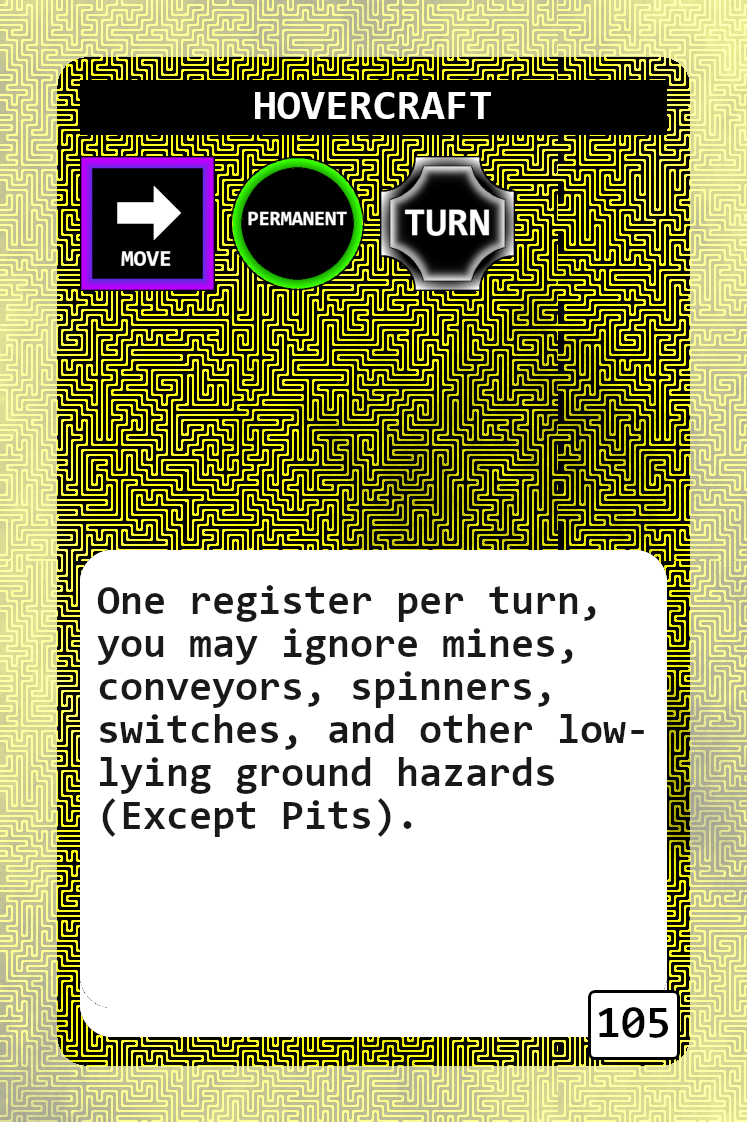 HOVERCRAFT
MOVE
PERMANENT
TURN
One register per turn,
you may ignore mines,
conveyors, spinners,
switches, and other low-
lying ground hazards
(Except Pits).
105